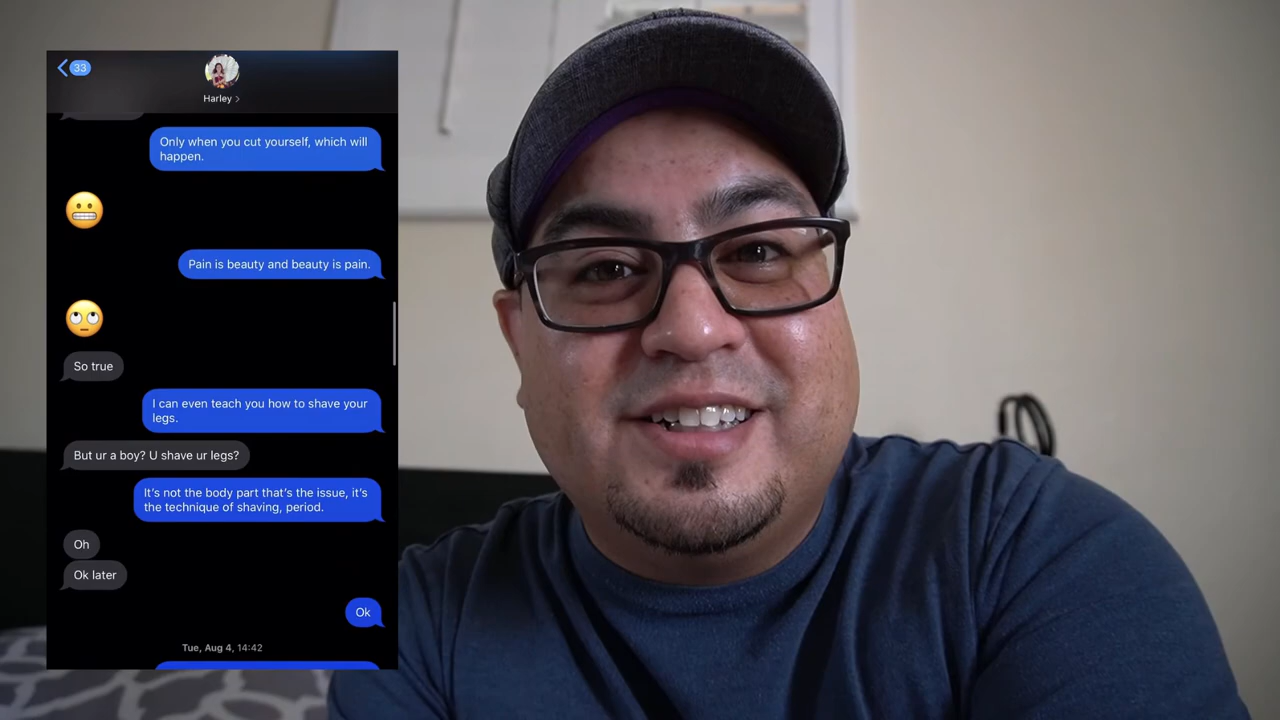 33
Harley
Only when you cut yourself, which will
happen.
Pain is beauty and beauty is pain.
So true
I can even teach you how to shave your
legs.
But ur a boy? U shave ur legs?
It's not the body part that's the issue, it's
the technique of shaving, period.
Oh
Ok later
Ok
Tue, Aug 4, 14:42